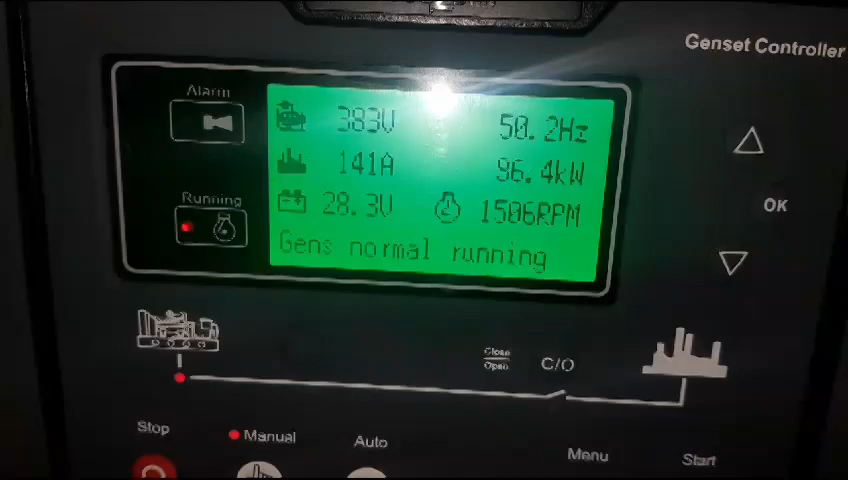 Genset Controller
Alarm
383V 50.2Hz
141A 96.4kW
Running
28.3V 1506RPM
Gens normal running
OK
Close
Open
C/O
Stop
Manual
Auto
Menu
Start